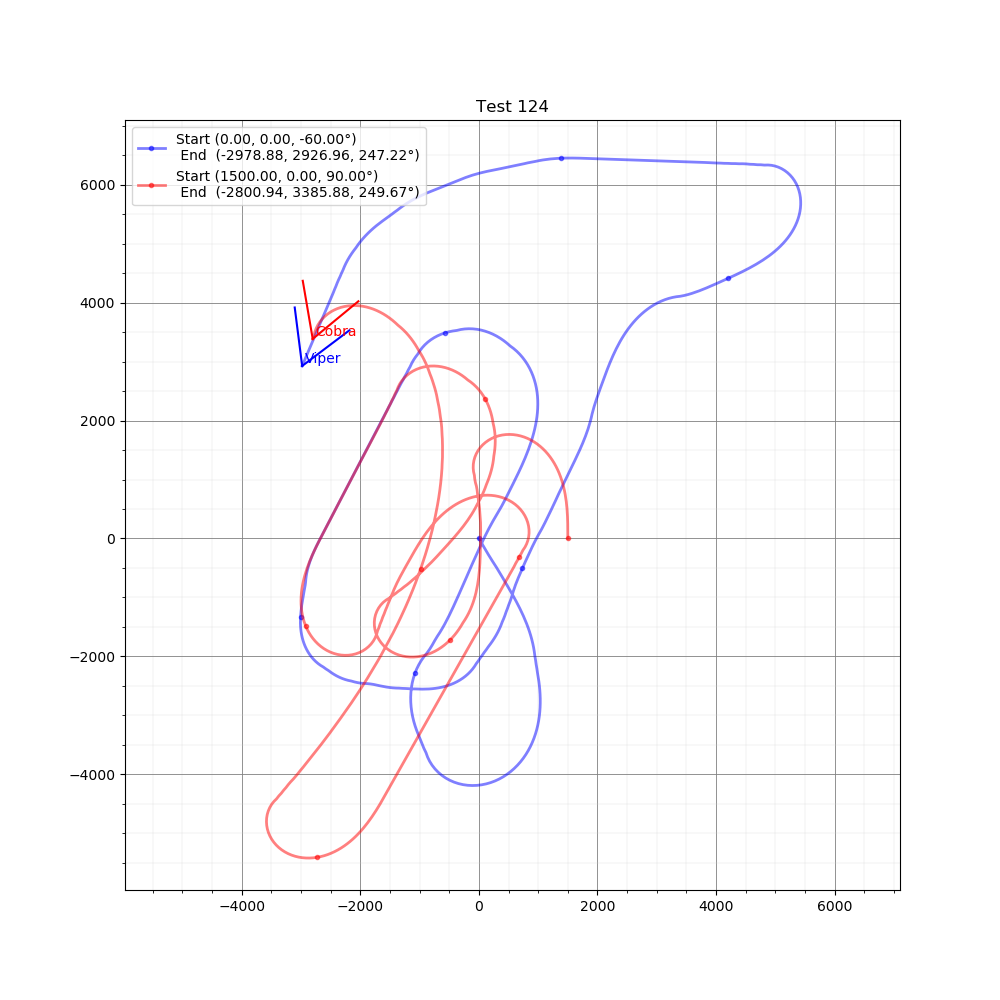 Test 124
Start (0.00, 0.00, -60.00°)
End (-2978.88, 2926.96, 247.22°)
Start (1500.00, 0.00, 90.00°)
End (-2800.94, 3385.88, 249.67°)
6000
4000
Cobra
Viper
2000
0
−2000
−4000
−4000 −2000 0 2000 4000 6000